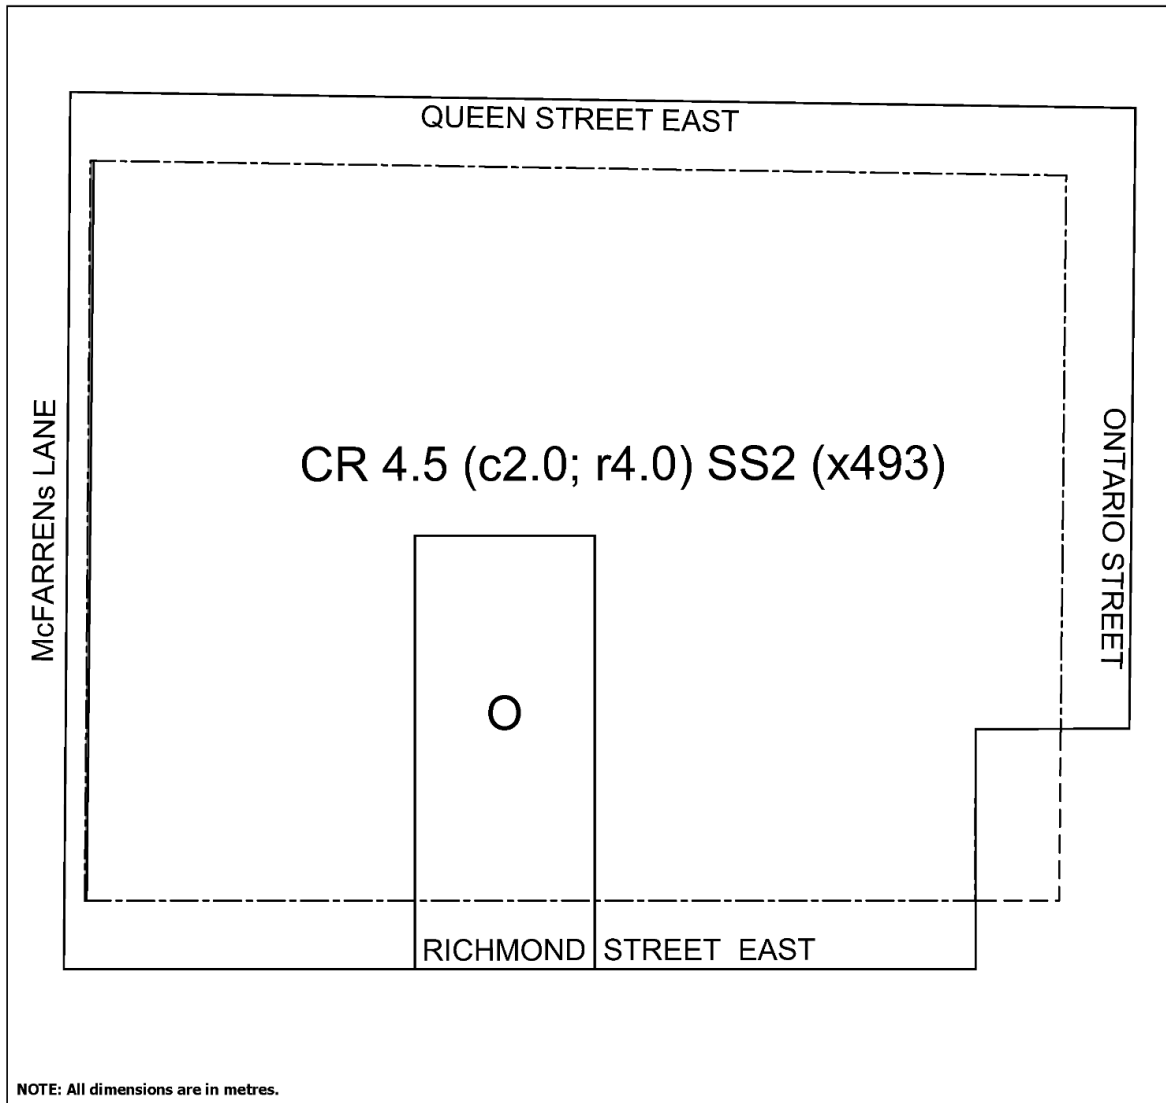 QUEEN STREET EAST
McFARRENs LANE
CR 4.5 (c2.0; r4.0) SS2 (x493)
ONTARIO STREET
O
RICHMOND STREET EAST
NOTE: All dimensions are in metres.